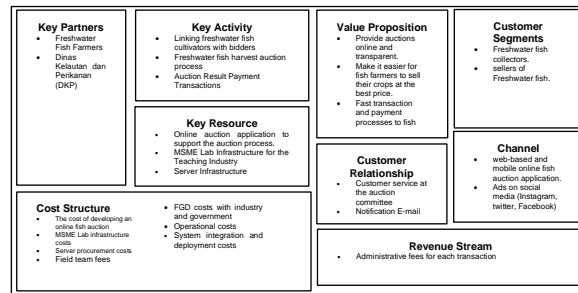 Key Partners
• Freshwater
Fish Farmers
• Dinas
Kelautan dan
Perikanan
(DKP)
Key Activity
• Linking freshwater fish
cultivators with bidders
• Freshwater fish harvest auction
process
• Auction Result Payment
Transactions
Key Resource
• Online auction application to
support the auction process.
• MSME Lab Infrastructure for the
Teaching Industry
• Server Infrastructure
Value Proposition
• Provide auctions
online and
transparent.
• Make it easier for
fish farmers to sell
their crops at the
best price.
• Fast transaction
and payment
processes to fish
Customer
Relationship
• Customer service at
the auction
committee
• Notification E-mail
Customer
Segments
• Freshwater fish
collectors.
• sellers of
Freshwater fish.
Channel
• web-based and
mobile online fish
auction application.
• Ads on social
media (Instagram,
twitter, Facebook)
Cost Structure
• The cost of developing an
online fish auction
• MSME Lab infrastructure
costs
• Server procurement costs
• Field team fees
• FGD costs with industry
and government
• Operational costs
• System integration and
deployment costs
Revenue Stream
• Administrative fees for each transaction